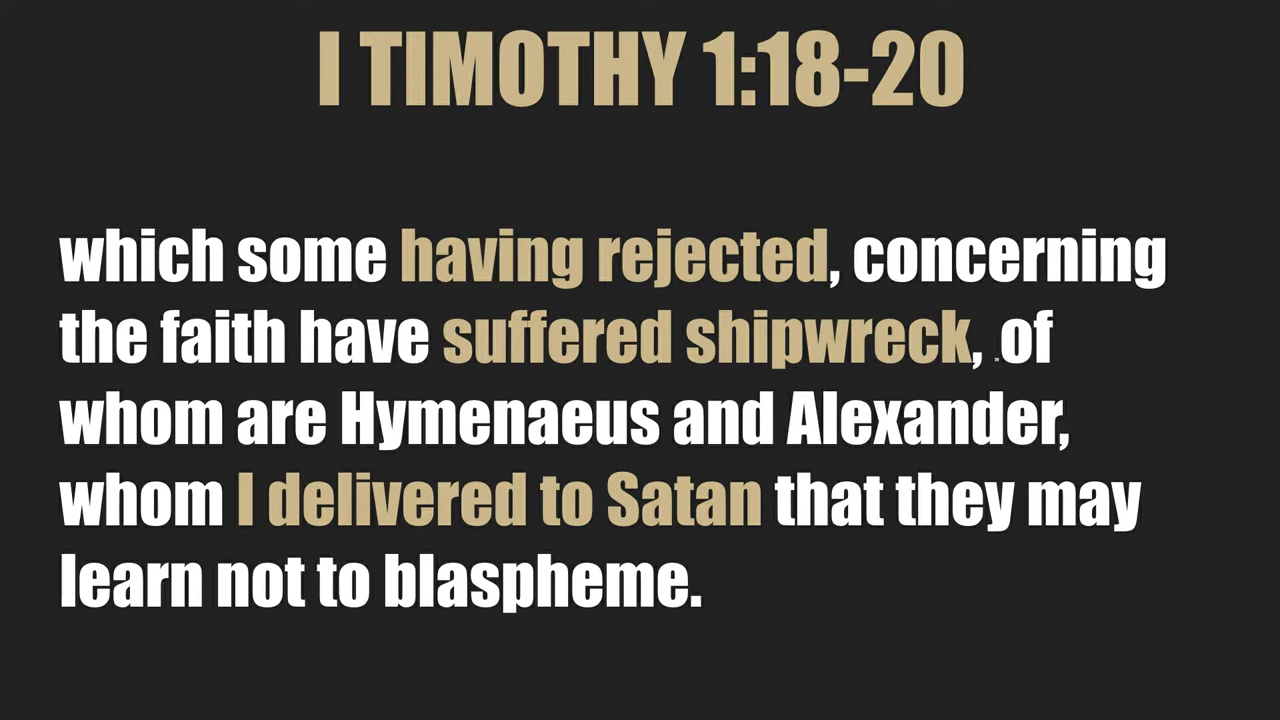 I TIMOTHY 1:18-20
which some having rejected, concerning
the faith have suffered shipwreck, of
whom are Hymenaeus and Alexander,
whom I delivered to Satan that they may
learn not to blaspheme.